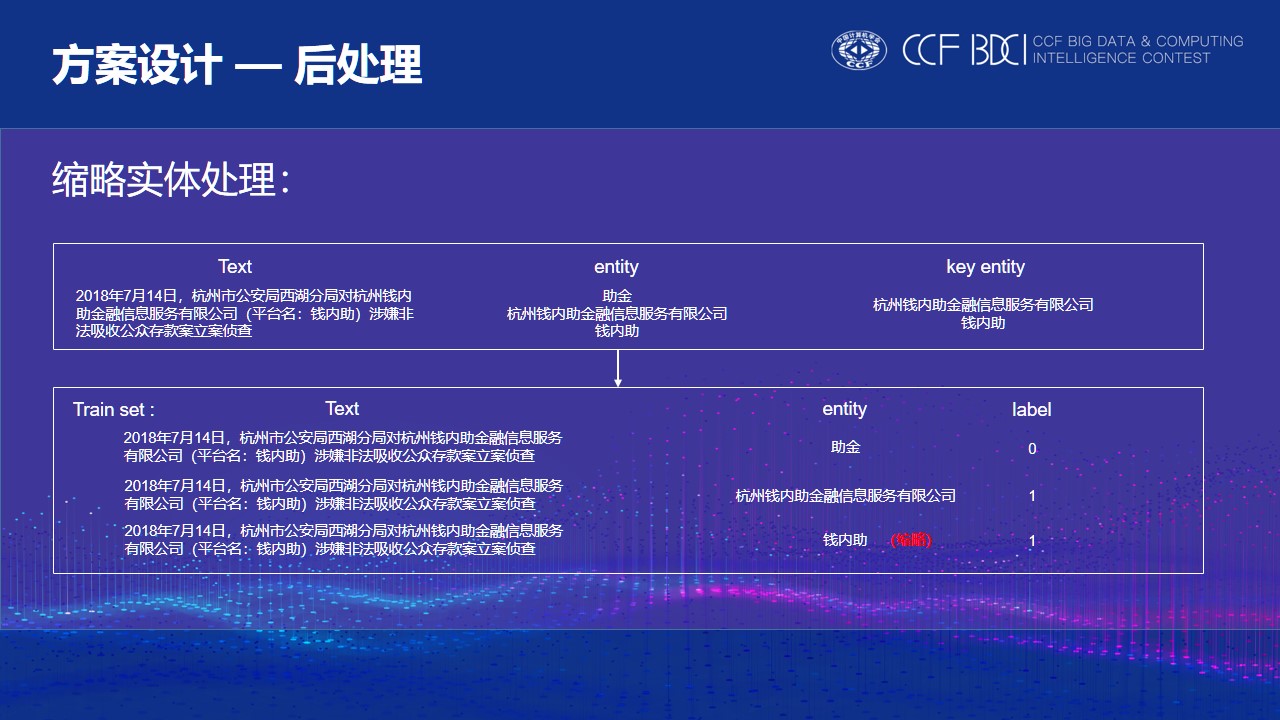 方案设计 — 后处理
中国计算机学会
CCF
CCF BDCI
CCF BIG DATA & COMPUTING
INTELLIGENCE CONTEST
缩略实体处理：
Text entity key entity
2018年7月14日，杭州市公安局西湖分局对杭州钱内
助金融信息服务有限公司（平台名：钱内助）涉嫌非
法吸收公众存款案立案侦查
助金
杭州钱内助金融信息服务有限公司
钱内助
杭州钱内助金融信息服务有限公司
钱内助
Train set : Text entity label
2018年7月14日，杭州市公安局西湖分局对杭州钱内助金融信息服务
有限公司（平台名：钱内助）涉嫌非法吸收公众存款案立案侦查
助金 0
2018年7月14日，杭州市公安局西湖分局对杭州钱内助金融信息服务
有限公司（平台名：钱内助）涉嫌非法吸收公众存款案立案侦查
杭州钱内助金融信息服务有限公司 1
2018年7月14日，杭州市公安局西湖分局对杭州钱内助金融信息服务
有限公司（平台名：钱内助）涉嫌非法吸收公众存款案立案侦查
钱内助 （缩略） 1